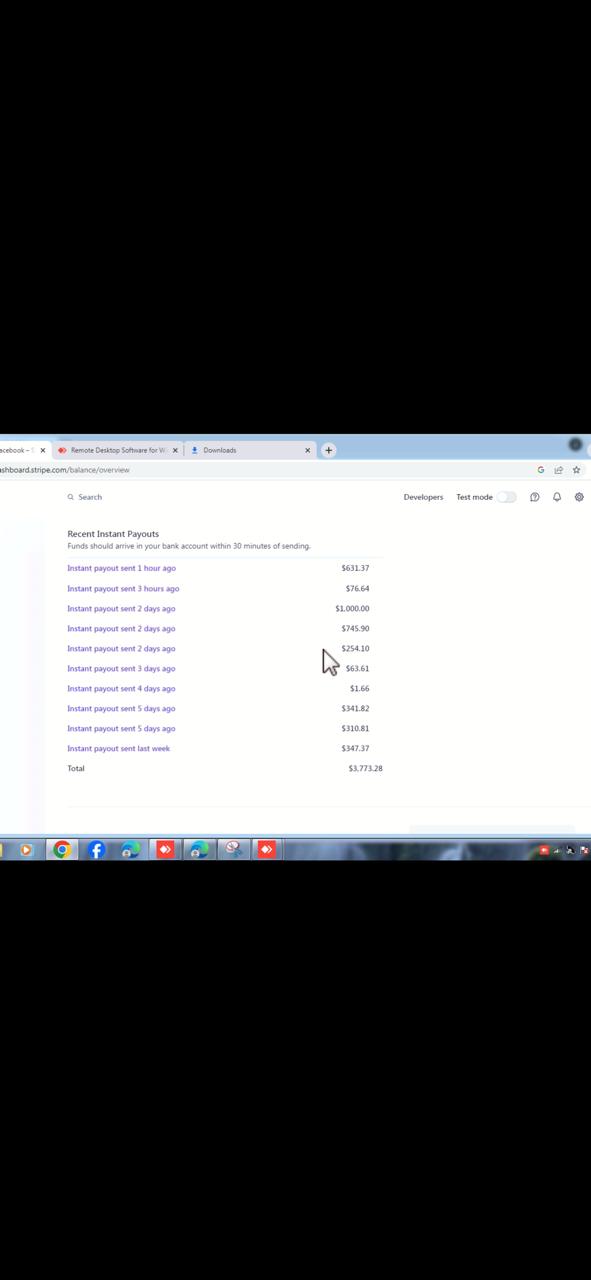 acebook – S
Remote Desktop Software for Wi
Downloads
ashboard.stripe.com/balance/overview
Search
Developers
Test mode
Recent Instant Payouts
Funds should arrive in your bank account within 30 minutes of sending.
Instant payout sent 1 hour ago $631.37
Instant payout sent 3 hours ago $76.64
Instant payout sent 2 days ago $1,000.00
Instant payout sent 2 days ago $745.90
Instant payout sent 2 days ago $254.10
Instant payout sent 3 days ago $63.61
Instant payout sent 4 days ago $1.66
Instant payout sent 5 days ago $341.82
Instant payout sent 5 days ago $310.81
Instant payout sent last week $347.37
Total $3,773.28